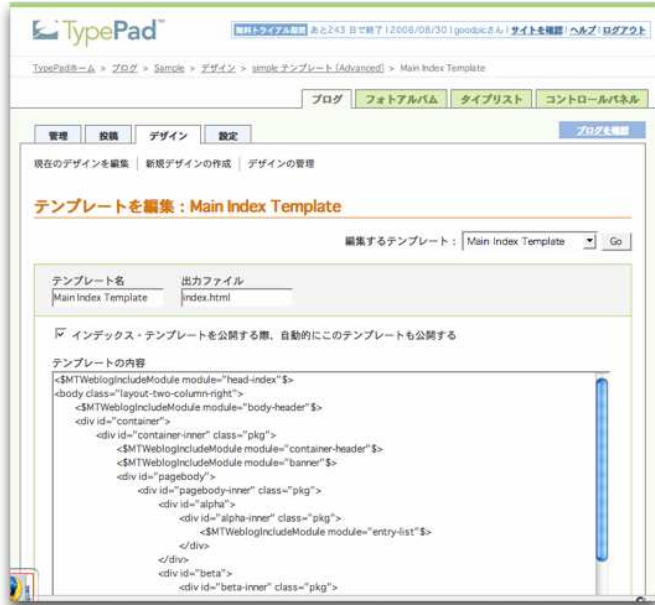 TypePad
無料トライアル期間 あと243 日で終了 | 2006/08/30 | goodpicさん | サイトを確認 | ヘルプ | ログアウト
TypePadホーム > ブログ > Sample > デザイン > simple テンプレート (Advanced) > Main Index Template
ブログ フォトアルバム タイプリスト コントロールパネル
管理 投稿 デザイン 設定 ブログを確認
現在のデザインを編集 | 新規デザインの作成 | デザインの管理
テンプレートを編集：Main Index Template
編集するテンプレート： Main Index Template Go
テンプレート名 出力ファイル
Main Index Template index.html
インデックス・テンプレートを公開する際、自動的にこのテンプレートも公開する
テンプレートの内容
<$MTWeblogIncludeModule module="head-index"$>
<body class="layout-two-column-right">
<$MTWeblogIncludeModule module="body-header"$>
<div id="container">
<div id="container-inner" class="pkg">
<$MTWeblogIncludeModule module="container-header"$>
<$MTWeblogIncludeModule module="banner"$>
<div id="pagebody">
<div id="pagebody-inner" class="pkg">
<div id="alpha">
<div id="alpha-inner" class="pkg">
<$MTWeblogIncludeModule module="entry-list"$>
</div>
</div>
<div id="beta">
<div id="beta-inner" class="pkg">